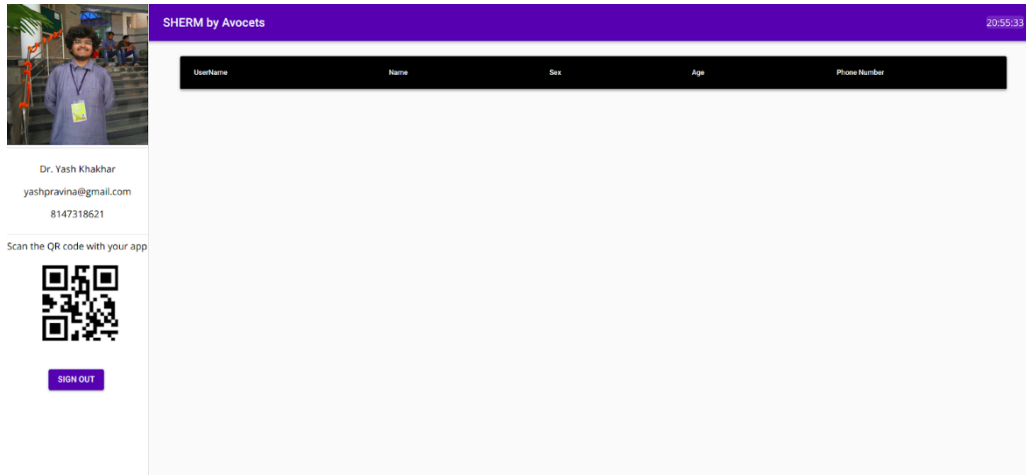 SHERM by Avocets
20:55:33
UserName Name Sex Age Phone Number
Dr. Yash Khakhar
yashpravina@gmail.com
8147318621
Scan the QR code with your app
SIGN OUT